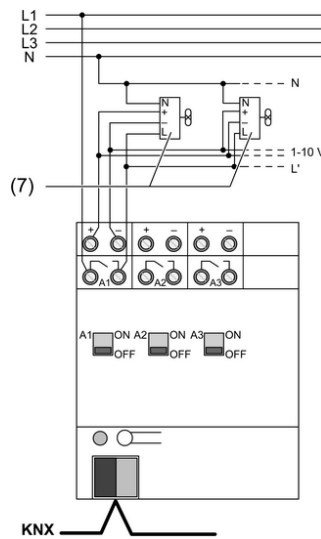 L1
L2
L3
N
N
N + - L
N + - L
1-10 V
L'
(7)
+ - + - + -
A1 A2 A3
A1 ON OFF A2 ON OFF A3 ON OFF
KNX